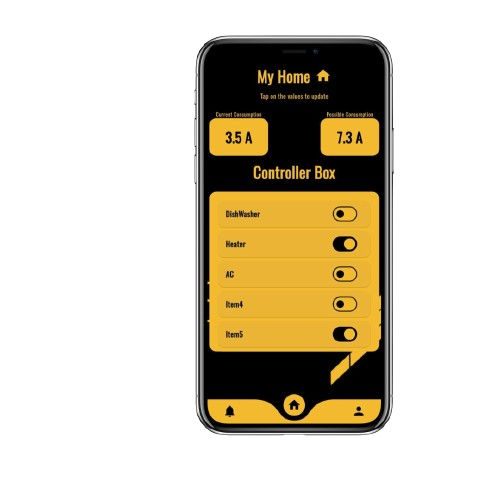 My Home
Tap on the values to update
Current Consumption
Possible Consumption
3.5 A
7.3 A
Controller Box
DishWasher
Heater
AC
Item4
Item5